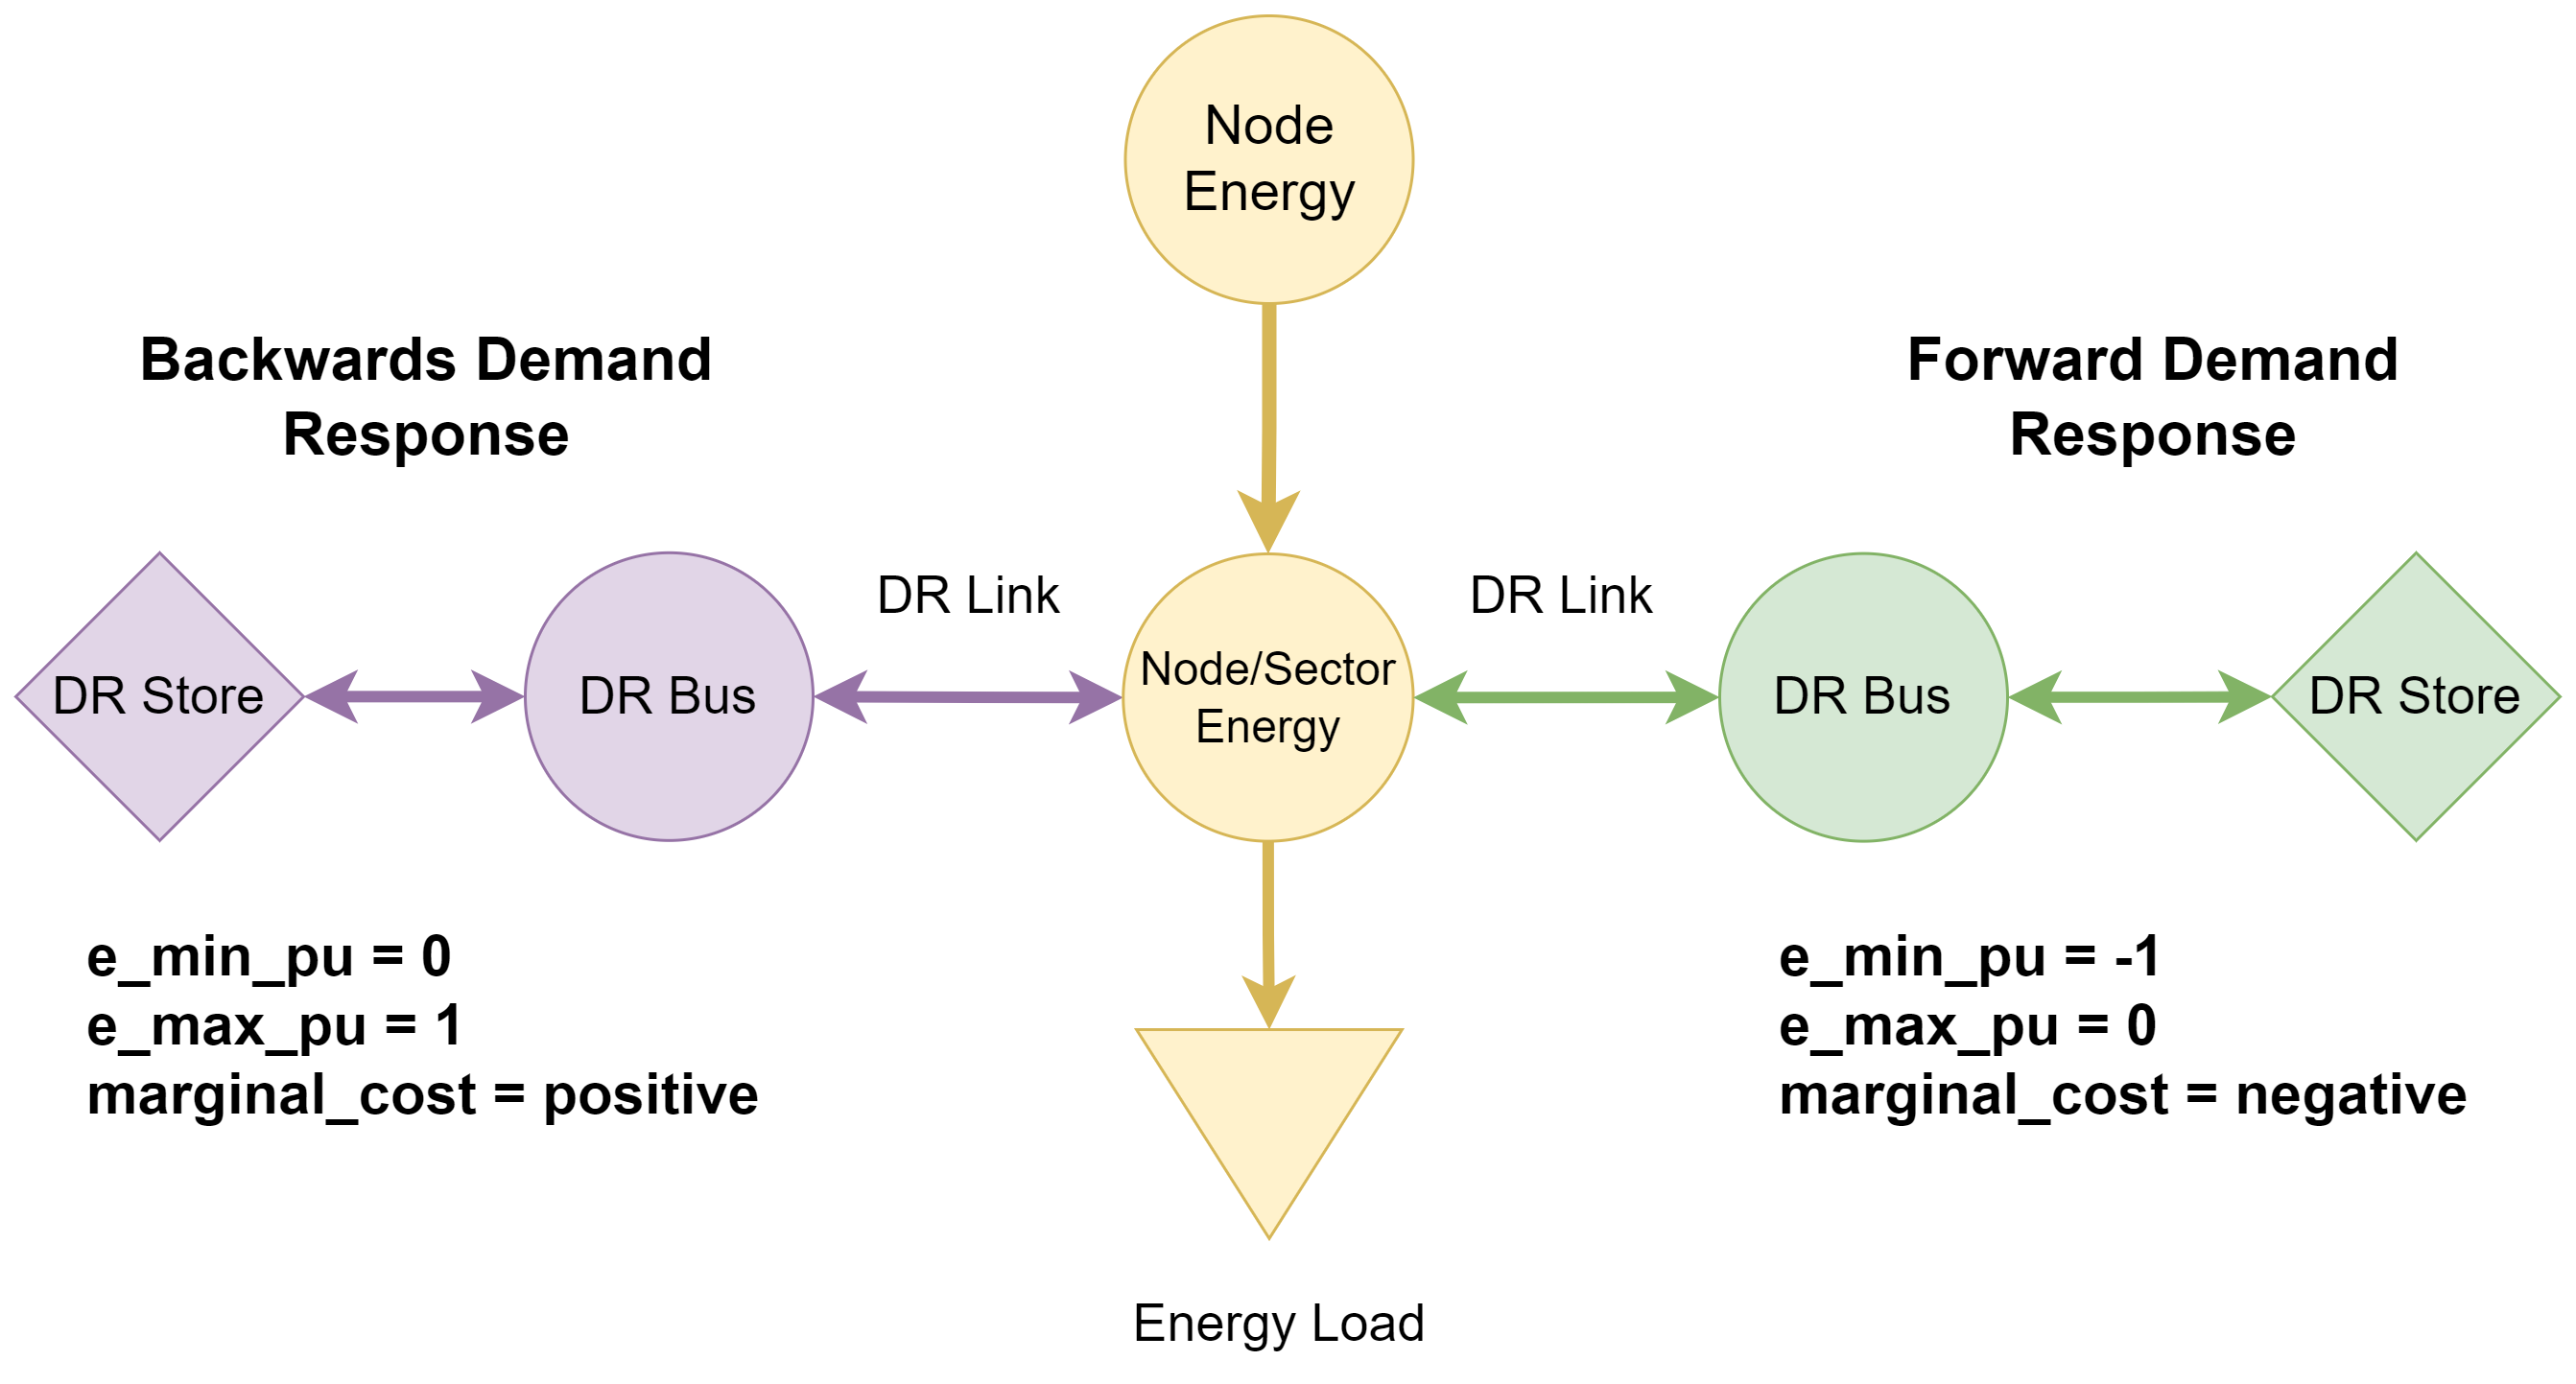 Node
Energy
Backwards Demand
Response
Forward Demand
Response
DR Link
DR Link
DR Store
DR Bus
Node/Sector
Energy
DR Bus
DR Store
e_min_pu = 0
e_max_pu = 1
marginal_cost = positive
e_min_pu = -1
e_max_pu = 0
marginal_cost = negative
Energy Load